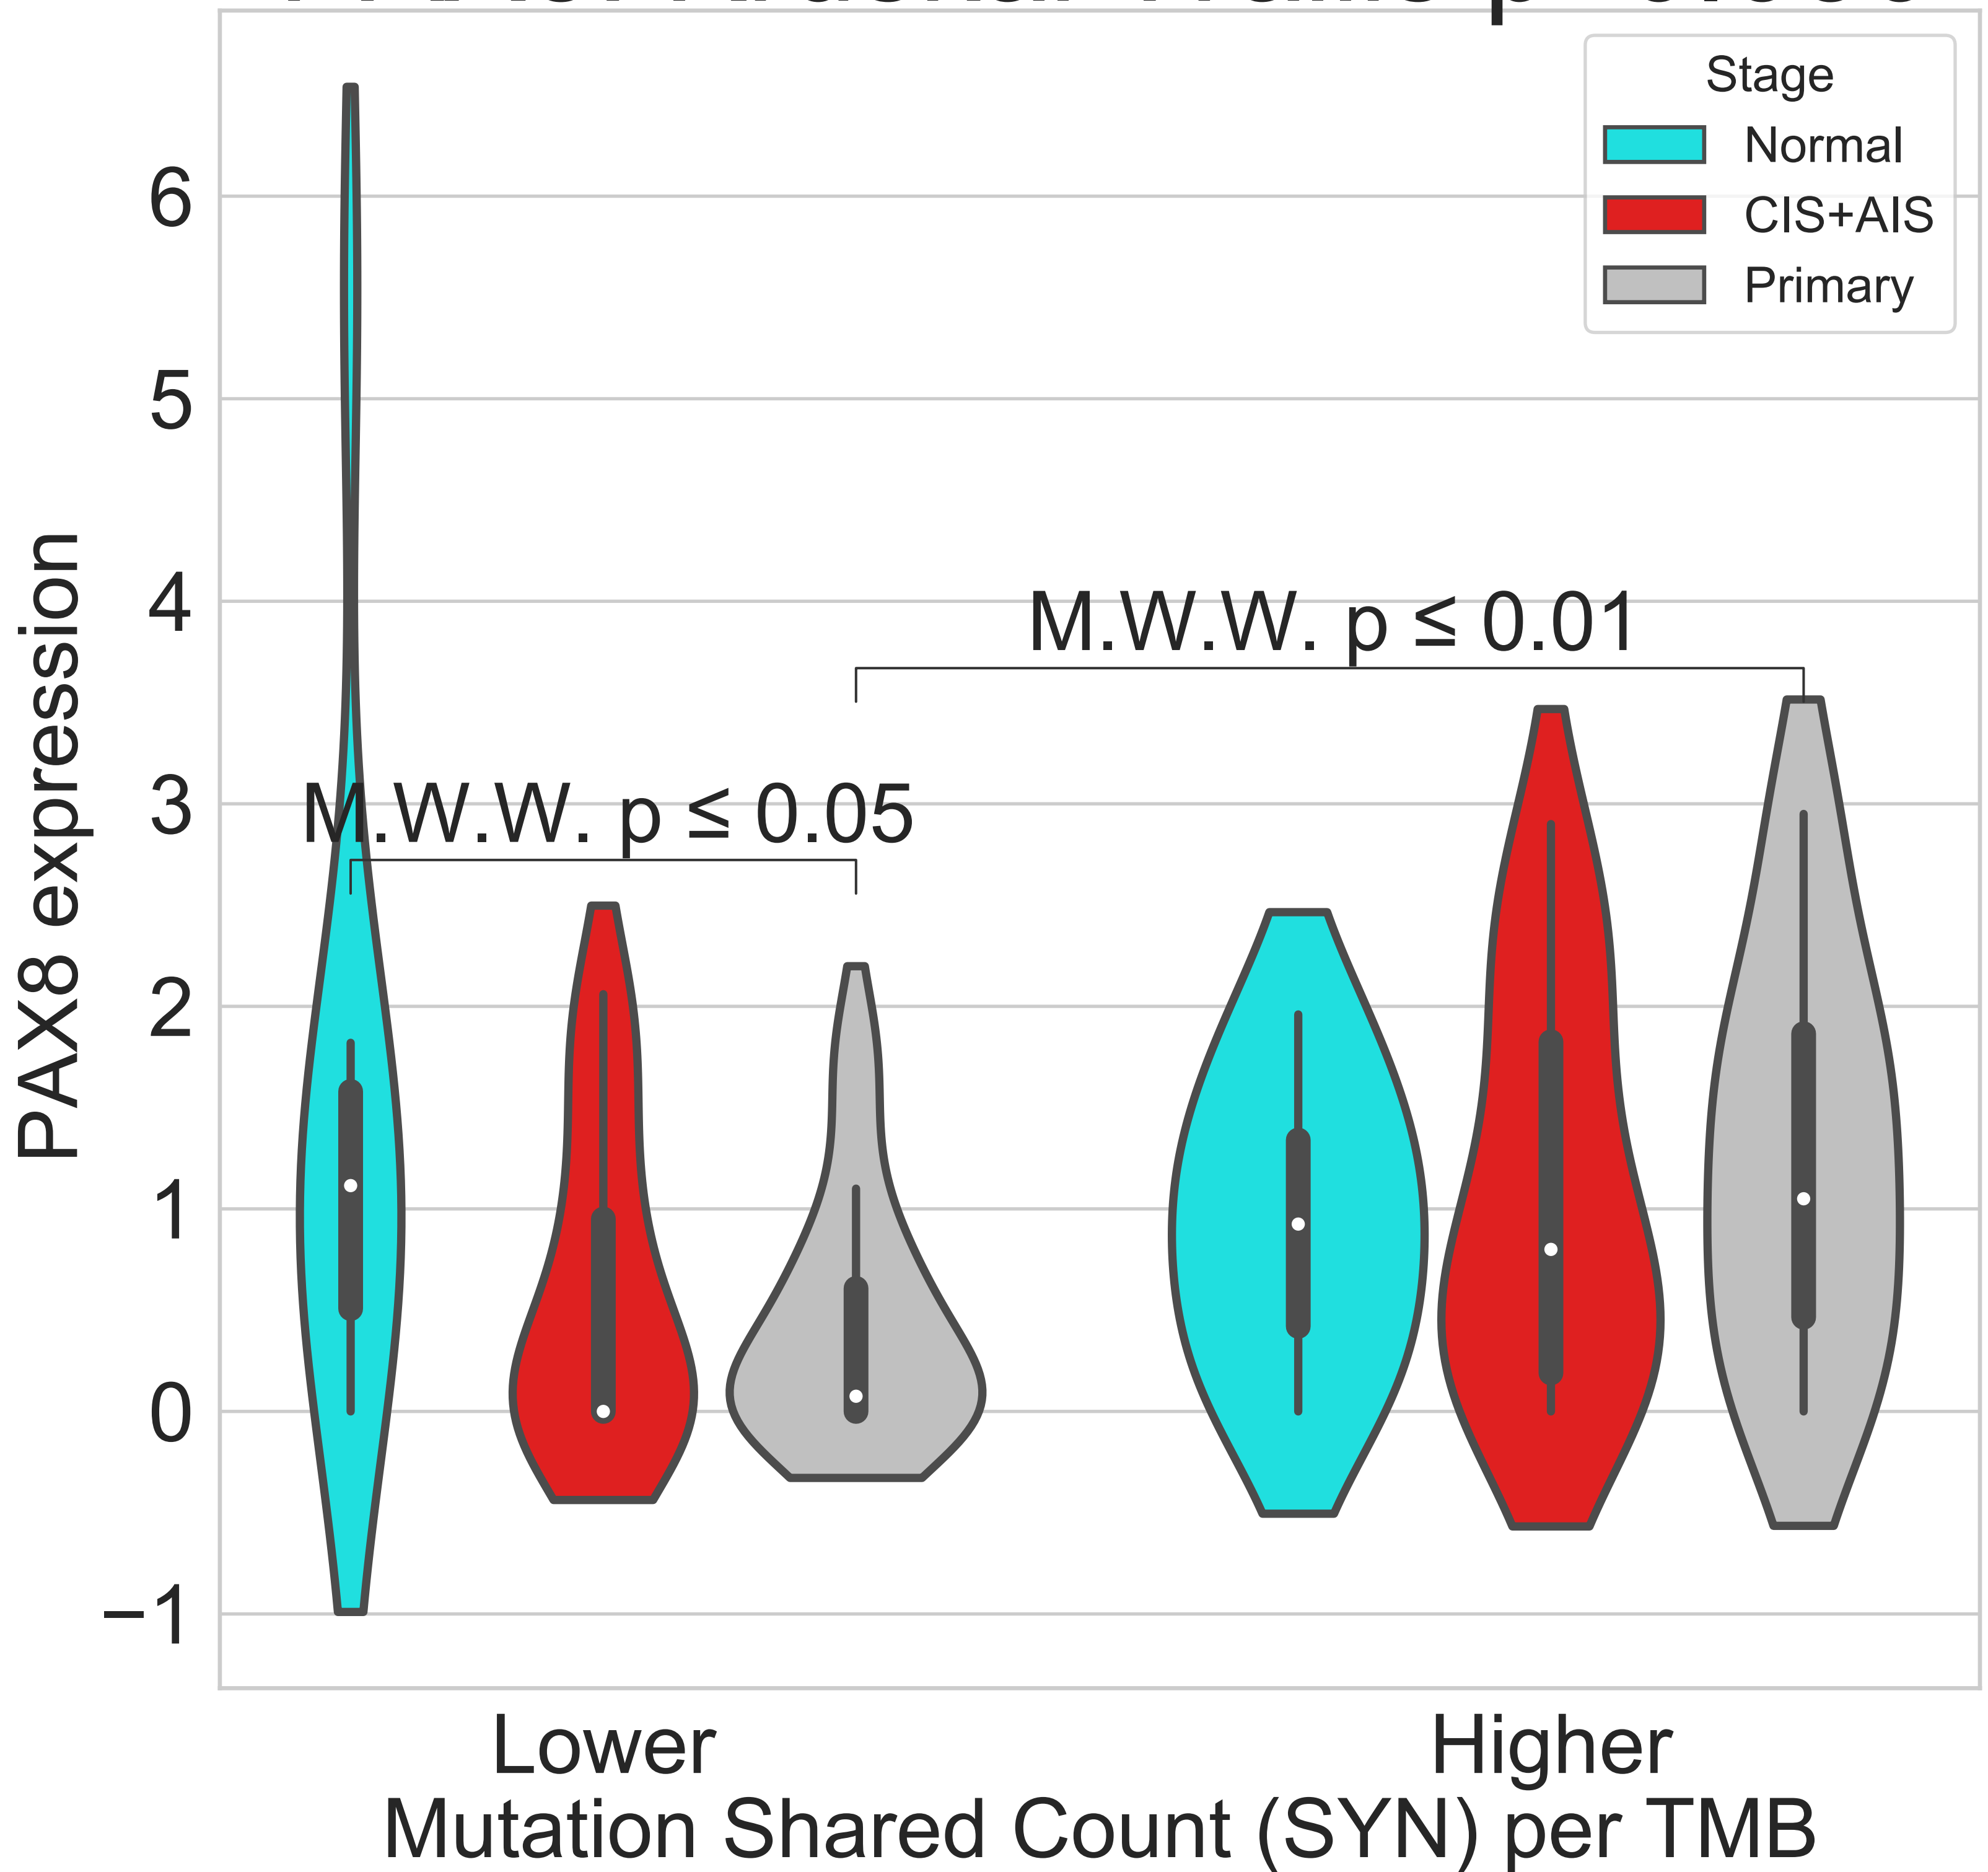 Stage
Normal
CIS+AIS
Primary
6
5
4
3
2
1
0
−1
PAX8 expression
M.W.W. p ≤ 0.01
M.W.W. p ≤ 0.05
Lower
Higher
Mutation Shared Count (SYN) per TMB